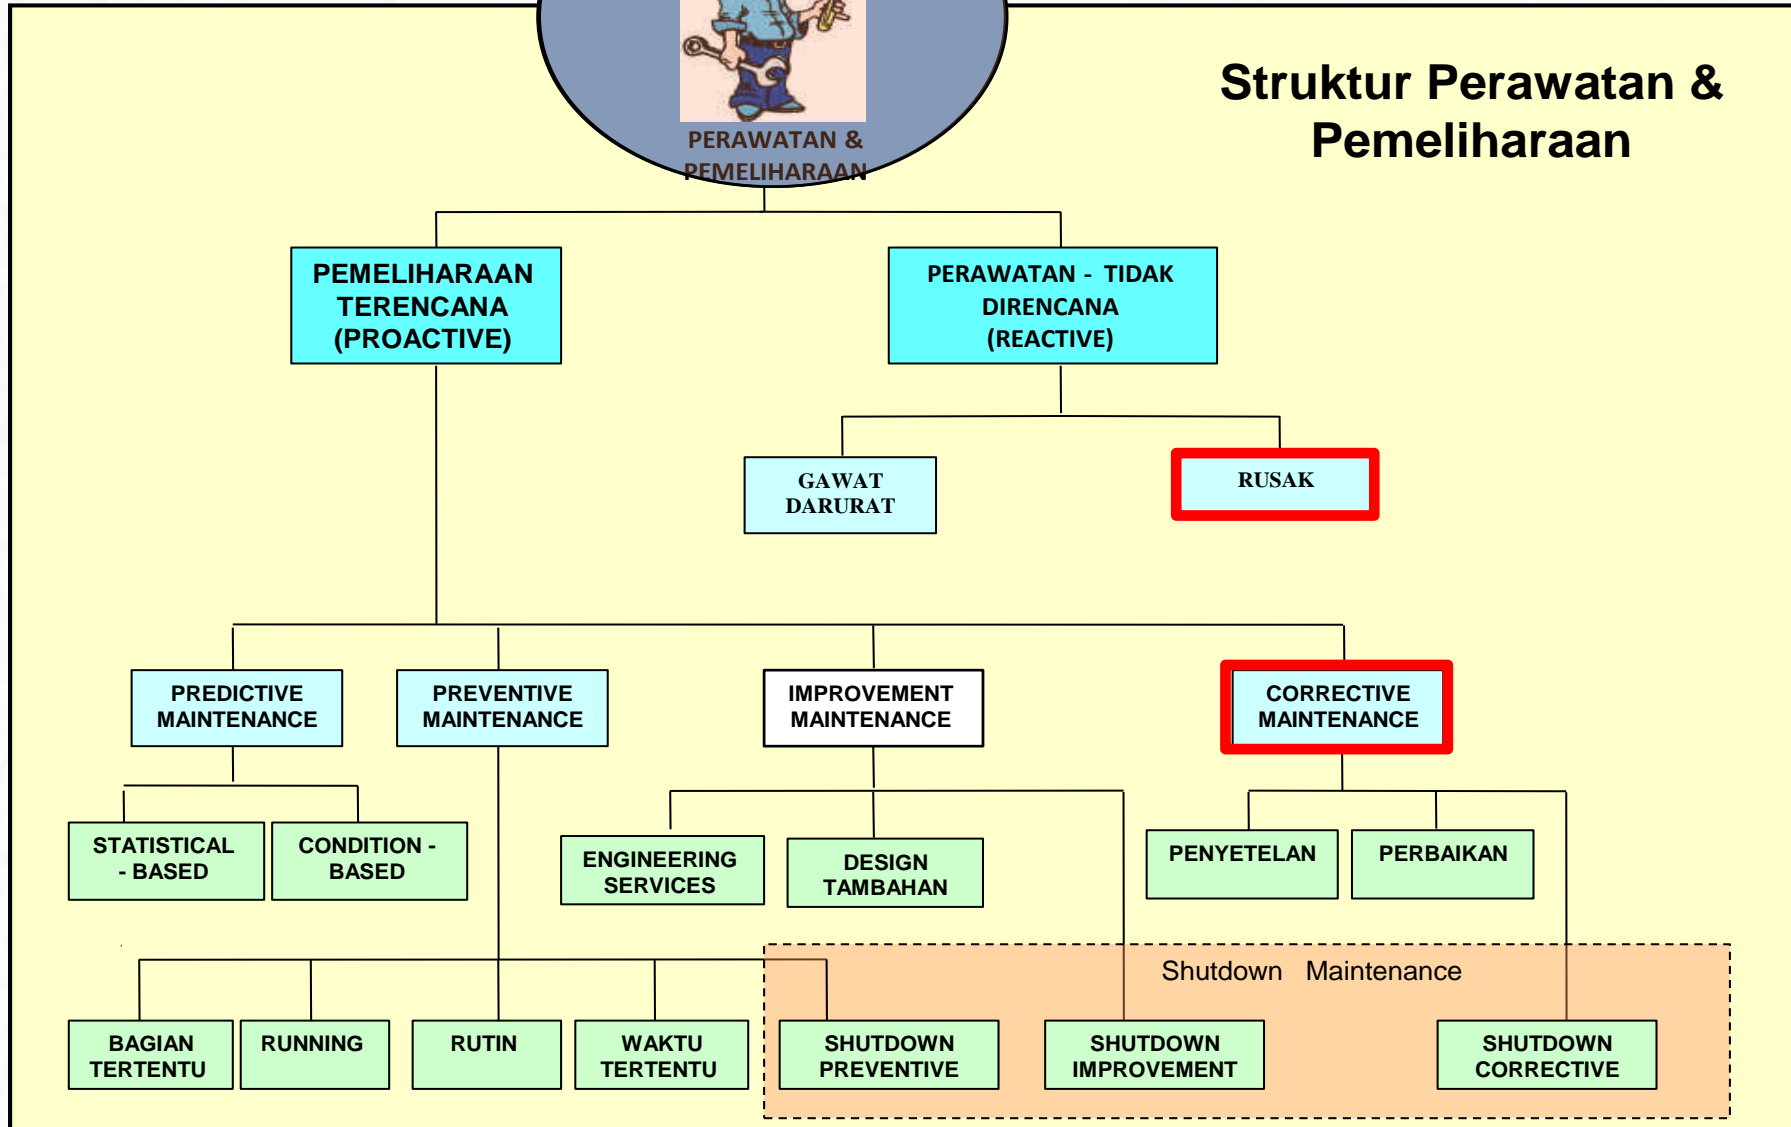 Struktur Perawatan &
Pemeliharaan
PERAWATAN &
PEMELIHARAAN
PEMELIHARAAN
TERENCANA
(PROACTIVE)
PERAWATAN - TIDAK
DIRENCANA
(REACTIVE)
GAWAT
DARURAT
RUSAK
PREDICTIVE
MAINTENANCE
PREVENTIVE
MAINTENANCE
IMPROVEMENT
MAINTENANCE
CORRECTIVE
MAINTENANCE
STATISTICAL
- BASED
CONDITION -
BASED
ENGINEERING
SERVICES
DESIGN
TAMBAHAN
PENYETELAN
PERBAIKAN
Shutdown Maintenance
BAGIAN
TERTENTU
RUNNING
RUTIN
WAKTU
TERTENTU
SHUTDOWN
PREVENTIVE
SHUTDOWN
IMPROVEMENT
SHUTDOWN
CORRECTIVE